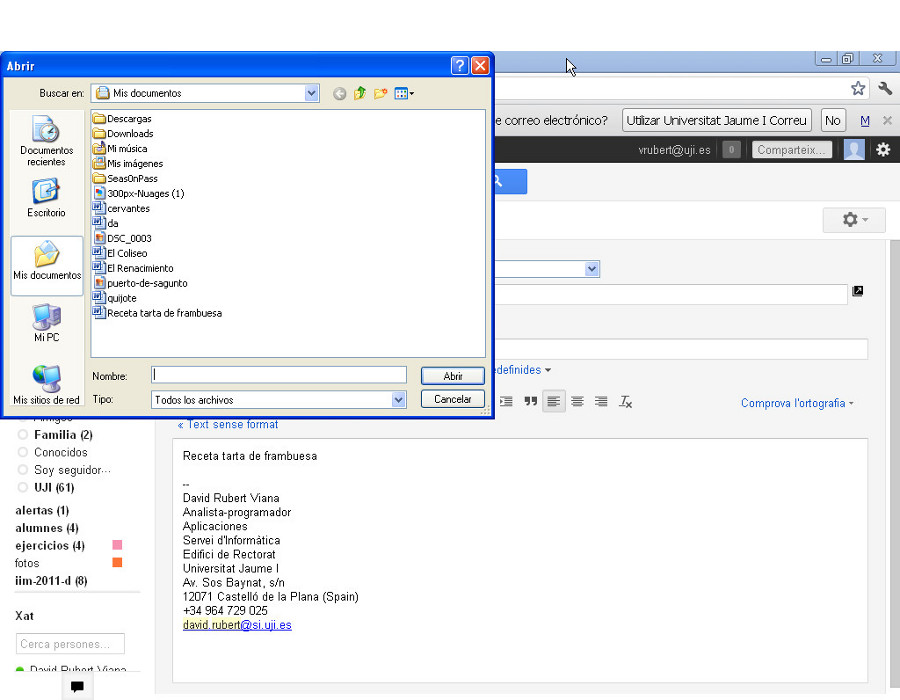 Abrir
Buscar en:
Mis documentos
Documentos recientes
Escritorio
Mis documentos
Mi PC
Mis sitios de red
Descargas
Downloads
Mi música
Mis imágenes
SeasOnPass
300px-Nuages (1)
cervantes
da
DSC_0003
El Coliseo
El Renacimiento
puerto-de-sagunto
quijote
Receta tarta de frambuesa
Nombre:
Abrir
Tipo:
Todos los archivos
Cancelar
e correo electrónico?
Utilizar Universitat Jaume I Correu
No
M
vrubert@uji.es
0
Comparteix...
edefinides
Comprova l'ortografia
« Text sense format
Familia (2)
Conocidos
Soy seguidor...
UJI (61)
alertas (1)
alumnes (4)
ejercicios (4)
fotos
iim-2011-d (8)
Xat
Cerca persones...
David Rubert Viana
Receta tarta de frambuesa
--
David Rubert Viana
Analista-programador
Aplicaciones
Servei d'Informàtica
Edifici de Rectorat
Universitat Jaume I
Av. Sos Baynat, s/n
12071 Castelló de la Plana (Spain)
+34 964 729 025
david.rubert@si.uji.es